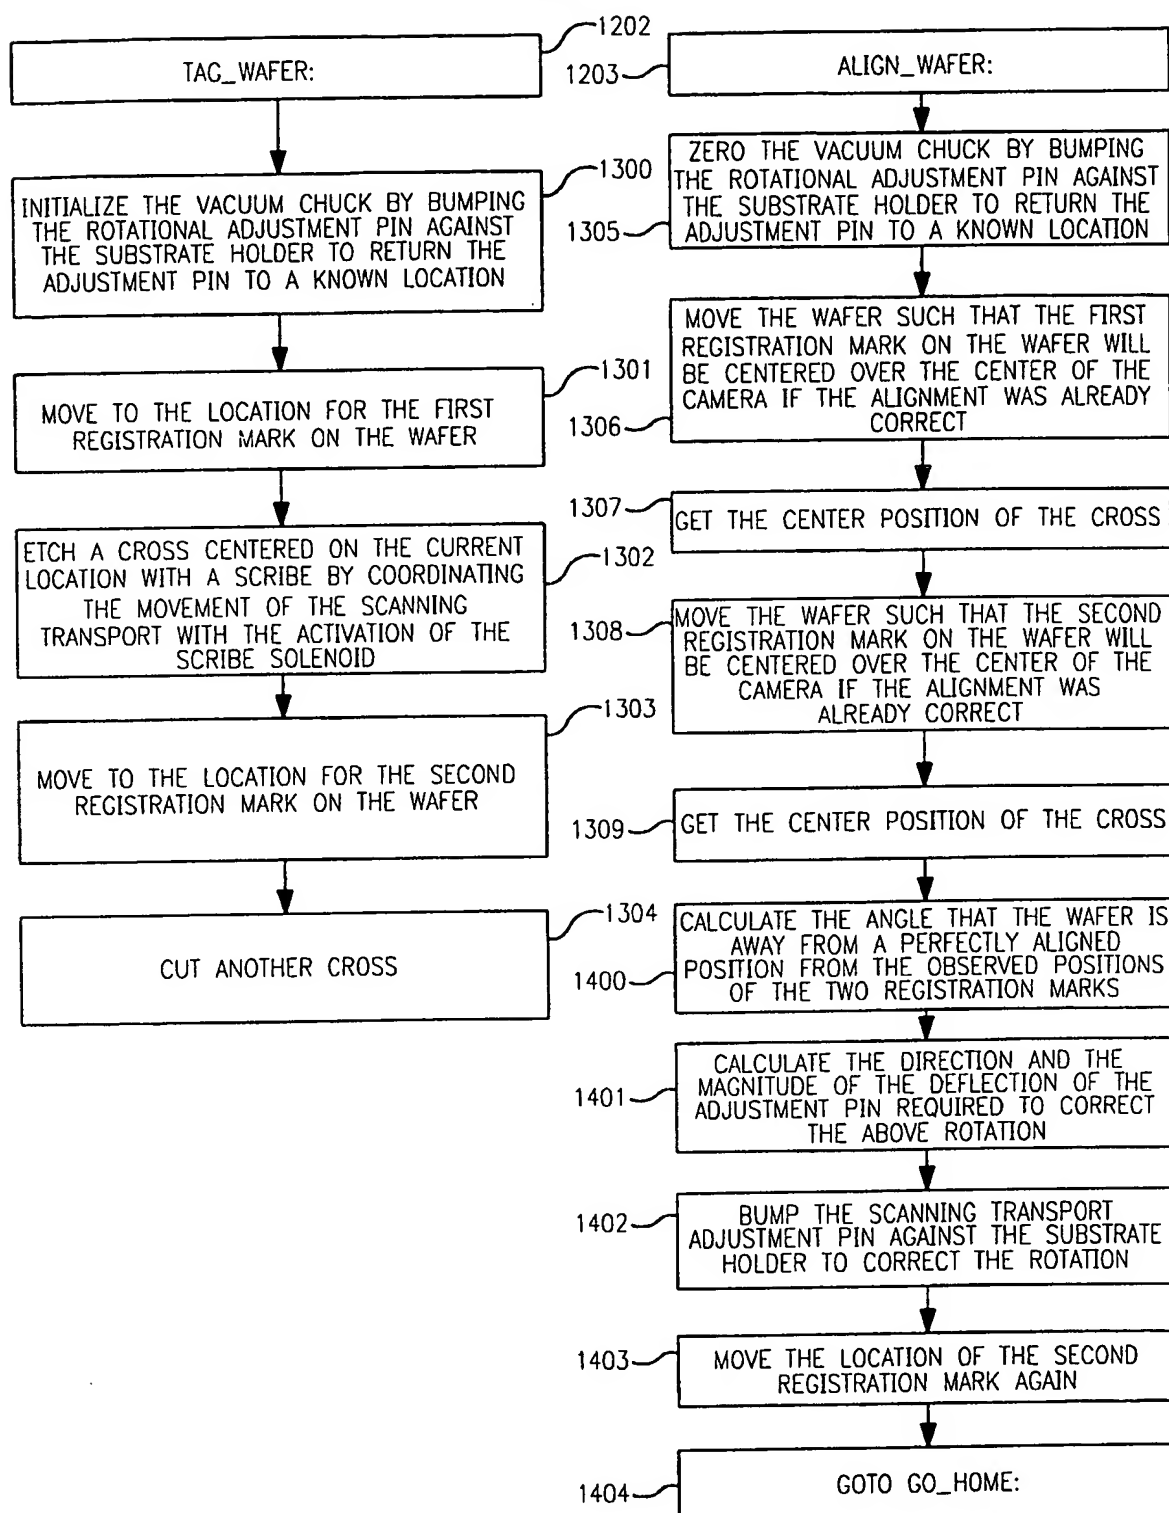 1202
TAG_WAFER:
1300
INITIALIZE THE VACUUM CHUCK BY BUMPING
THE ROTATIONAL ADJUSTMENT PIN AGAINST
THE SUBSTRATE HOLDER TO RETURN THE
ADJUSTMENT PIN TO A KNOWN LOCATION
1301
MOVE TO THE LOCATION FOR THE FIRST
REGISTRATION MARK ON THE WAFER
1302
ETCH A CROSS CENTERED ON THE CURRENT
LOCATION WITH A SCRIBE BY COORDINATING
THE MOVEMENT OF THE SCANNING
TRANSPORT WITH THE ACTIVATION OF THE
SCRIBE SOLENOID
1303
MOVE TO THE LOCATION FOR THE SECOND
REGISTRATION MARK ON THE WAFER
1304
CUT ANOTHER CROSS
1203
ALIGN_WAFER:
ZERO THE VACUUM CHUCK BY BUMPING
THE ROTATIONAL ADJUSTMENT PIN AGAINST
THE SUBSTRATE HOLDER TO RETURN THE
ADJUSTMENT PIN TO A KNOWN LOCATION
1305
MOVE THE WAFER SUCH THAT THE FIRST
REGISTRATION MARK ON THE WAFER WILL
BE CENTERED OVER THE CENTER OF THE
CAMERA IF THE ALIGNMENT WAS ALREADY
CORRECT
1306
1307
GET THE CENTER POSITION OF THE CROSS
1308
MOVE THE WAFER SUCH THAT THE SECOND
REGISTRATION MARK ON THE WAFER WILL
BE CENTERED OVER THE CENTER OF THE
CAMERA IF THE ALIGNMENT WAS
ALREADY CORRECT
1309
GET THE CENTER POSITION OF THE CROSS
CALCULATE THE ANGLE THAT THE WAFER IS
AWAY FROM A PERFECTLY ALIGNED
POSITION FROM THE OBSERVED POSITIONS
OF THE TWO REGISTRATION MARKS
1400
CALCULATE THE DIRECTION AND THE
MAGNITUDE OF THE DEFLECTION OF THE
ADJUSTMENT PIN REQUIRED TO CORRECT
THE ABOVE ROTATION
1401
BUMP THE SCANNING TRANSPORT
ADJUSTMENT PIN AGAINST THE SUBSTRATE
HOLDER TO CORRECT THE ROTATION
1402
MOVE THE LOCATION OF THE SECOND
REGISTRATION MARK AGAIN
1403
GOTO GO_HOME:
1404